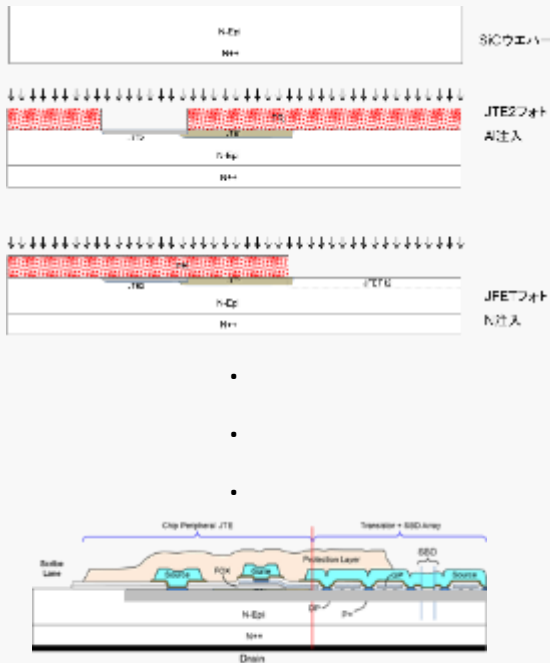 N-Epi
SiCウエハー
N++
JTE2フォト
Al注入
N-Epi
N++
JTE2
JFETフォト
N注入
N-Epi
N++
Chip Peripheral JTE
Transistor + SBD Array
SBD
Protection Layer
Scribe
Lane
Source
FOX
Gate
Source
DP
P+
N-Epi
N++
Drain